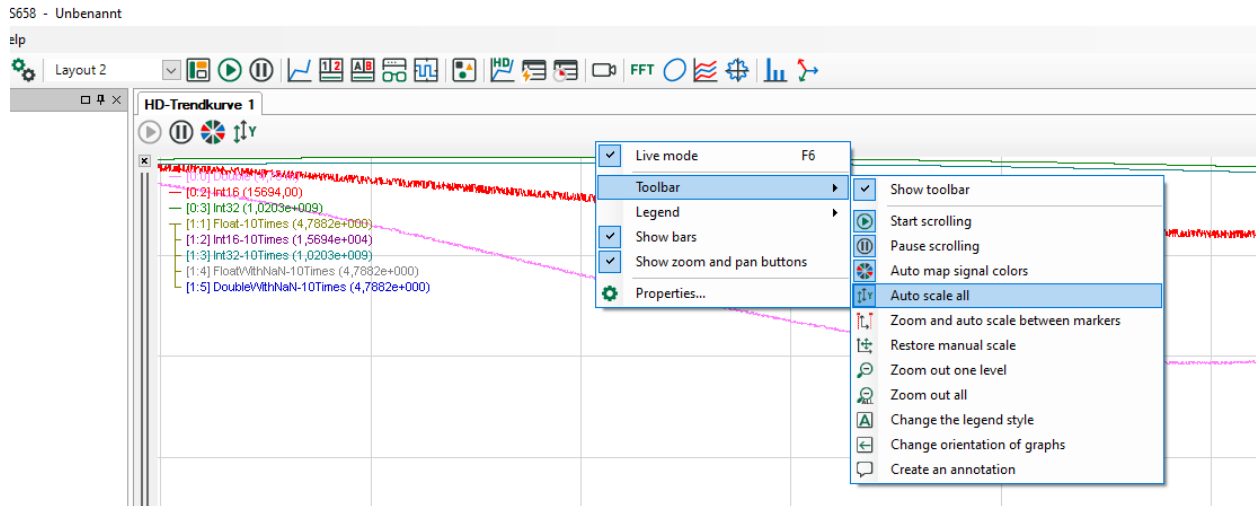 S658 - Unbenannt
elp
Layout 2
HD
FFT
HD-Trendkurve 1
Y
[0:2] Int16 (15694,00)
[0:3] Int32 (1,0203e+009)
[1:1] Float-10Times (4,7882e+000)
[1:2] Int16-10Times (1,5694e+004)
[1:3] Int32-10Times (1,0203e+009)
[1:4] FloatWithNaN-10Times (4,7882e+000)
[1:5] DoubleWithNaN-10Times (4,7882e+000)
Live mode F6
Toolbar
Legend
Show bars
Show zoom and pan buttons
Properties...
Show toolbar
Start scrolling
Pause scrolling
Auto map signal colors
Auto scale all
Zoom and auto scale between markers
Restore manual scale
Zoom out one level
Zoom out all
Change the legend style
Change orientation of graphs
Create an annotation